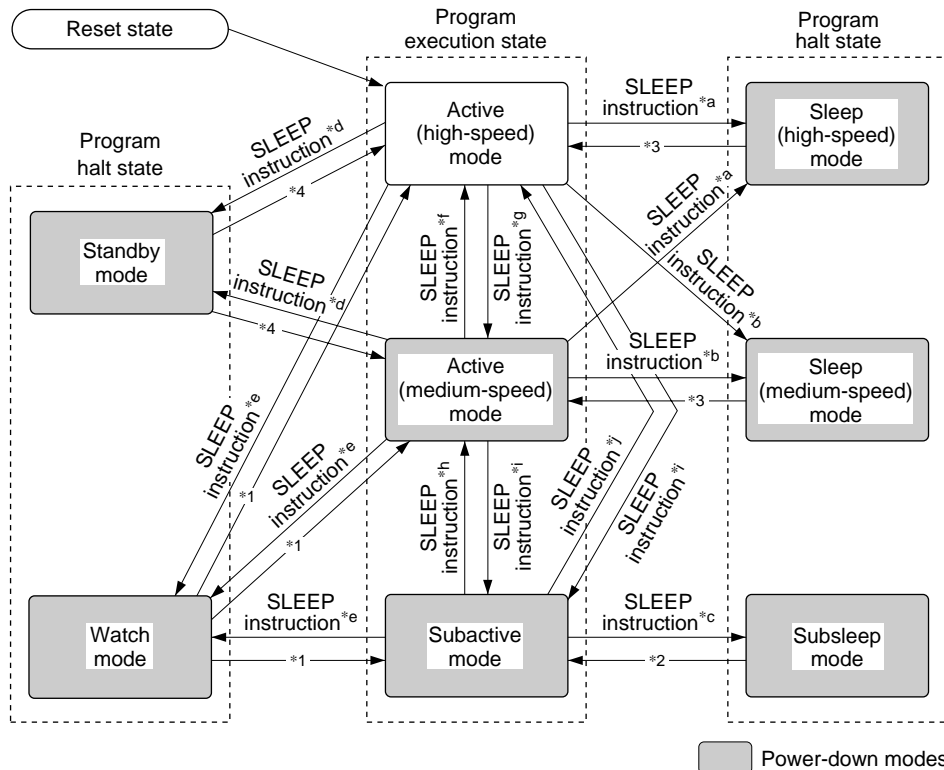 Reset state
Program
execution state
Program
halt state
Program
halt state
Active
(high-speed)
mode
SLEEP
instruction*a
*3
Sleep
(high-speed)
mode
SLEEP
instruction*d
*4
Standby
mode
SLEEP
instruction*d
*4
SLEEP
instruction*f
SLEEP
instruction*g
SLEEP
instruction*a
SLEEP
instruction*b
Active
(medium-speed)
mode
SLEEP
instruction*b
*3
Sleep
(medium-speed)
mode
SLEEP
instruction*e
*1
SLEEP
instruction*e
*1
SLEEP
instruction*h
SLEEP
instruction*i
SLEEP
instruction*j
SLEEP
instruction*i
Watch
mode
SLEEP
instruction*e
*1
Subactive
mode
SLEEP
instruction*c
*2
Subsleep
mode
Power-down modes